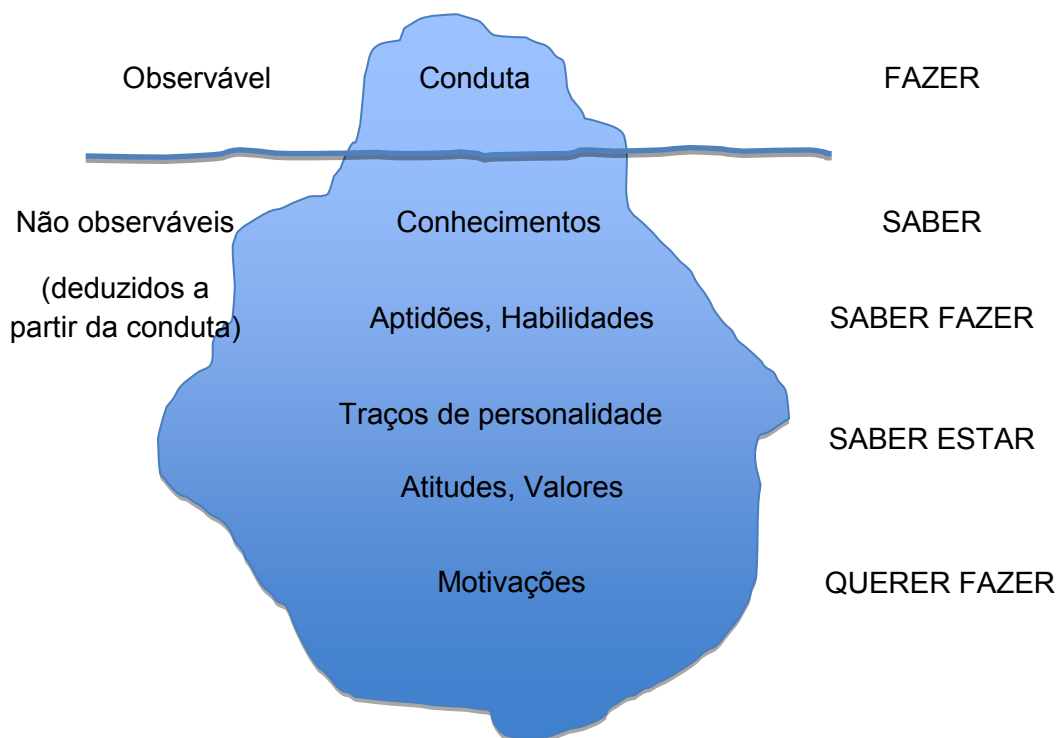 Observável
Conduta
FAZER
Não observáveis
Conhecimentos
SABER
(deduzidos a
partir da conduta)
Aptidões, Habilidades
SABER FAZER
Traços de personalidade
SABER ESTAR
Atitudes, Valores
Motivações
QUERER FAZER